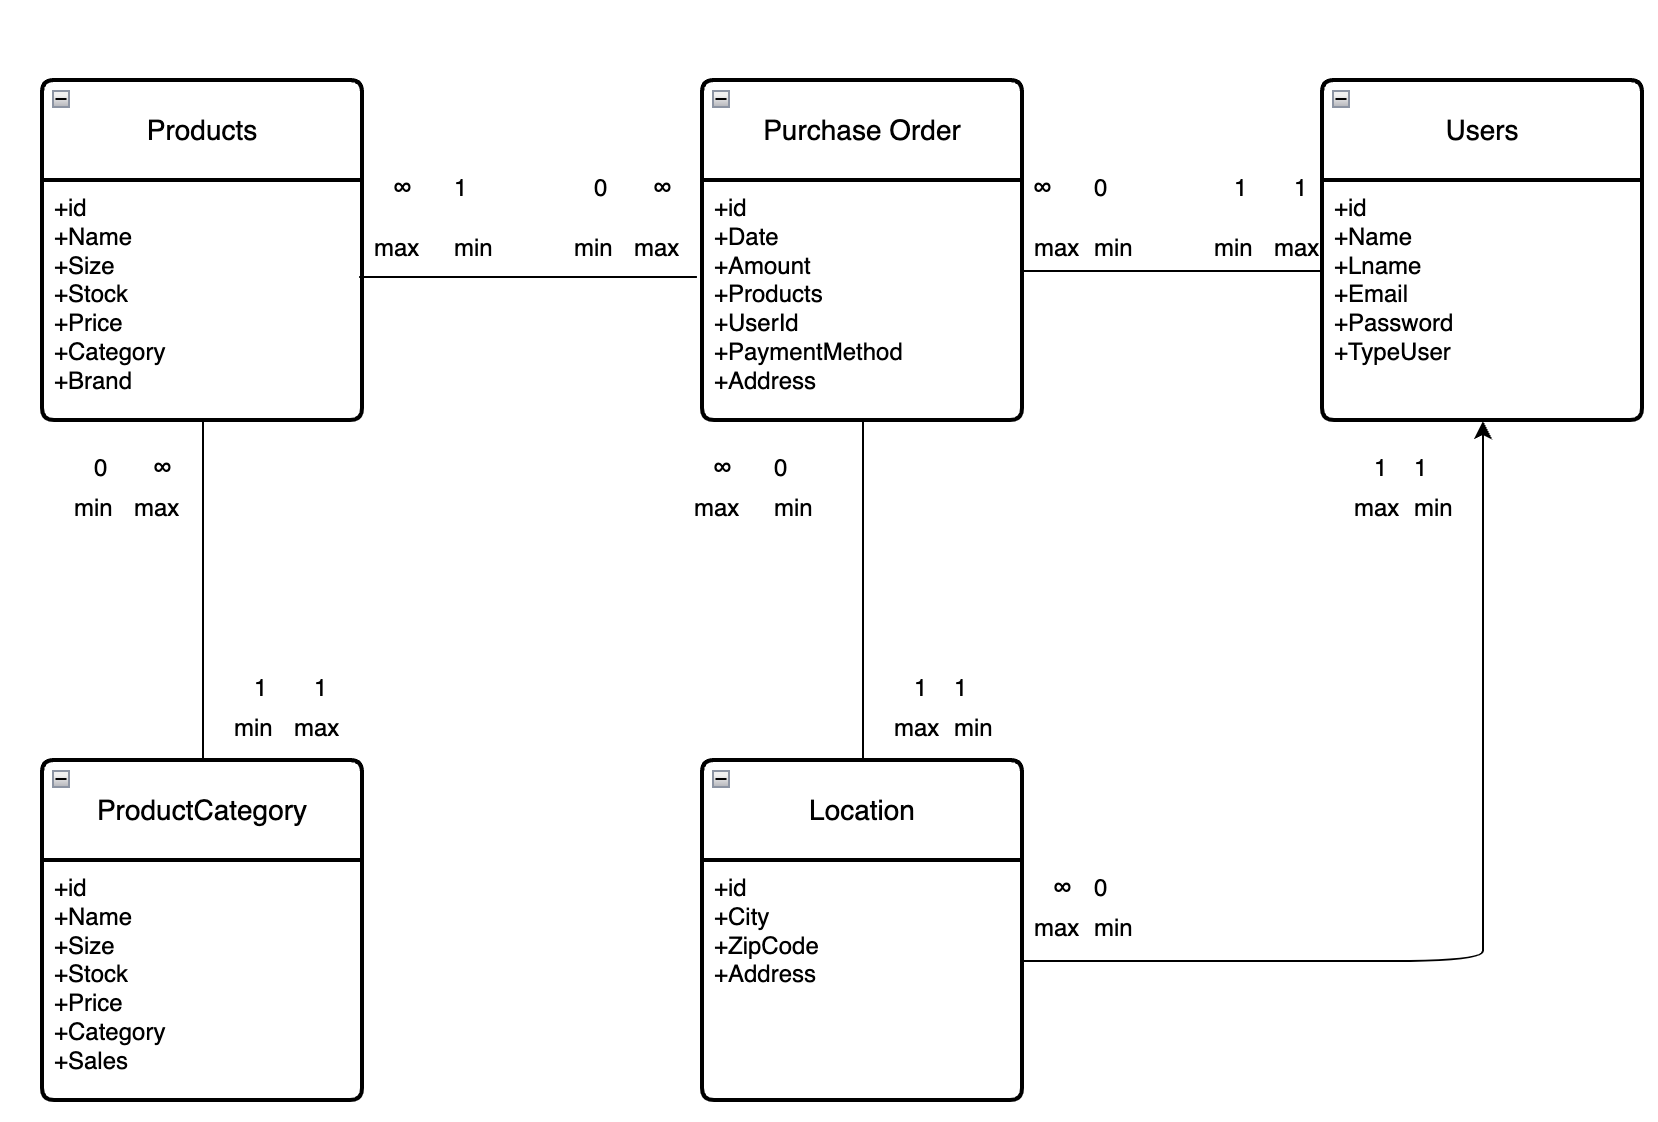 Products
+id
+Name
+Size
+Stock
+Price
+Category
+Brand
∞ 1 0 ∞
max min min max
Purchase Order
+id
+Date
+Amount
+Products
+UserId
+PaymentMethod
+Address
∞ 0 1 1
max min min max
Users
+id
+Name
+Lname
+Email
+Password
+TypeUser
0 ∞
min max
∞ 0
max min
1 1
max min
1 1
min max
1 1
max min
ProductCategory
+id
+Name
+Size
+Stock
+Price
+Category
+Sales
Location
+id
+City
+ZipCode
+Address
∞ 0
max min